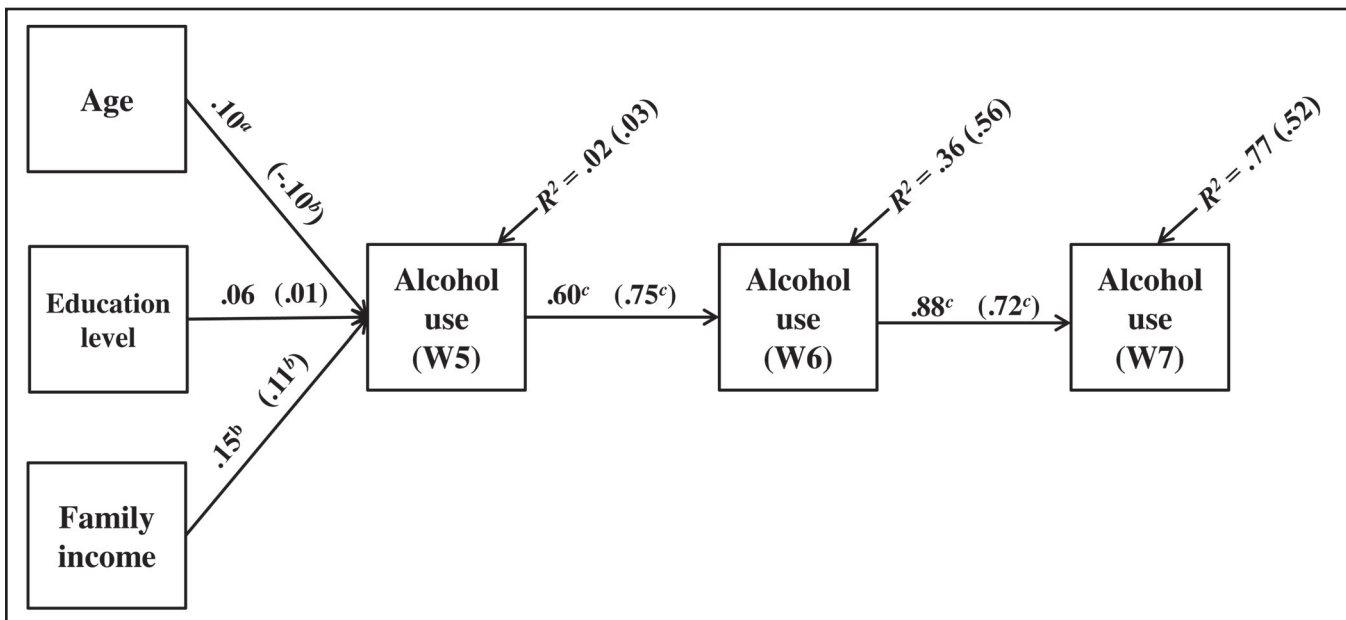 Age
.10ᵃ
(-.10ᵇ)
Education
level
.06 (.01)
Family
income
.15ᵇ (.11ᵇ)
R² = .02 (.03)
Alcohol
use
(W5)
.60ᶜ (.75ᶜ)
R² = .36 (.56)
Alcohol
use
(W6)
.88ᶜ (.72ᶜ)
R² = .77 (.52)
Alcohol
use
(W7)